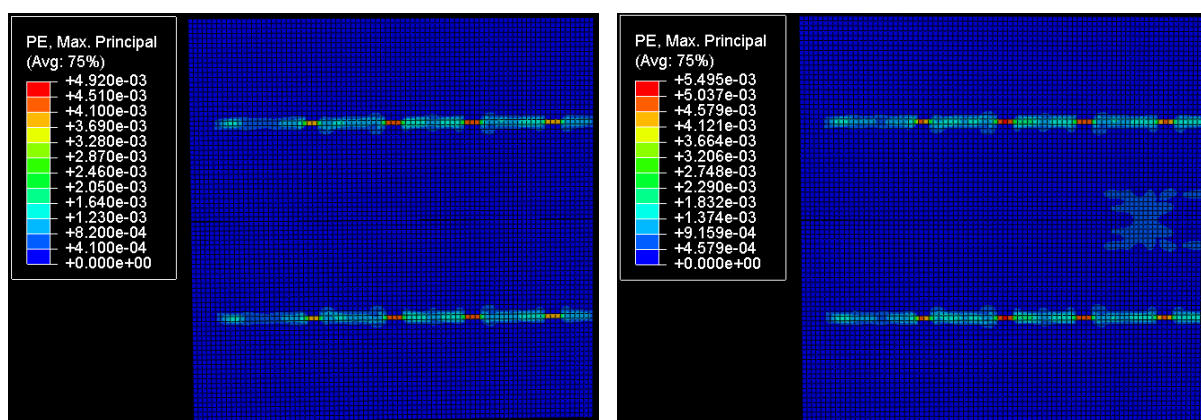 PE, Max. Principal
(Avg: 75%)
+4.920e-03
+4.510e-03
+4.100e-03
+3.690e-03
+3.280e-03
+2.870e-03
+2.460e-03
+2.050e-03
+1.640e-03
+1.230e-03
+8.200e-04
+4.100e-04
+0.000e+00
PE, Max. Principal
(Avg: 75%)
+5.495e-03
+5.037e-03
+4.579e-03
+4.121e-03
+3.664e-03
+3.206e-03
+2.748e-03
+2.290e-03
+1.832e-03
+1.374e-03
+9.159e-04
+4.579e-04
+0.000e+00